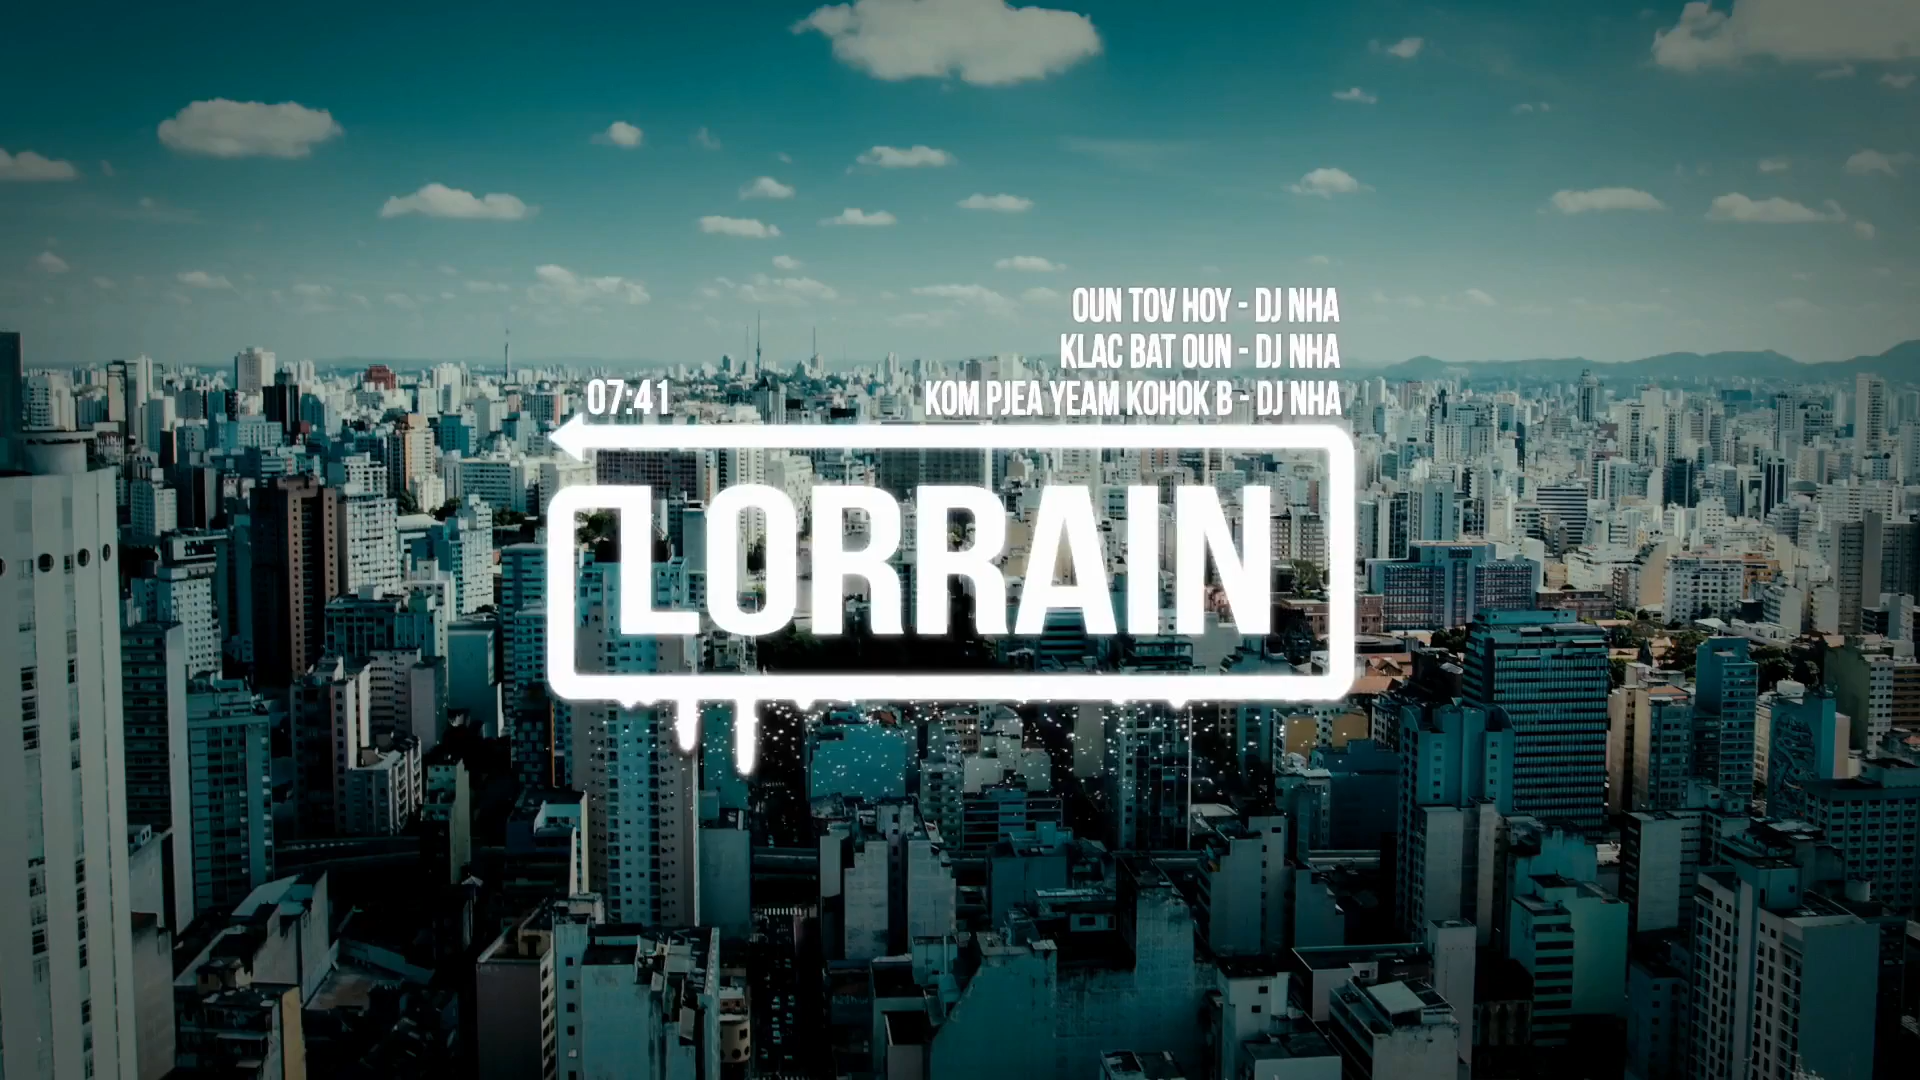 OUN TOV HOY - DJ NHA
KLAC BAT OUN - DJ NHA
07:41 KOM PJEA YEAM KOHOK B - DJ NHA
LORRAIN